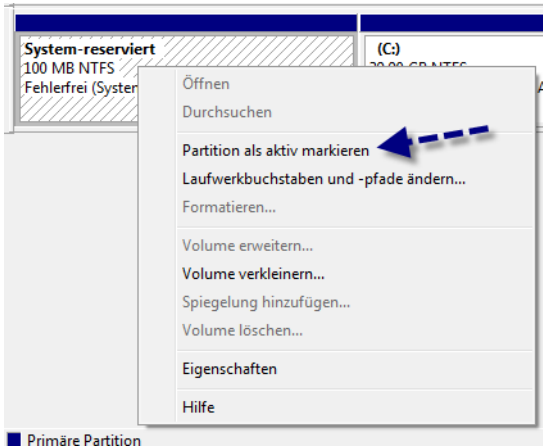 System-reserviert
100 MB NTFS
Fehlerfrei (System
(C:)
Öffnen
Durchsuchen
Partition als aktiv markieren
Laufwerkbuchstaben und -pfade ändern...
Formatieren...
Volume erweitern...
Volume verkleinern...
Spiegelung hinzufügen...
Volume löschen...
Eigenschaften
Hilfe
Primäre Partition